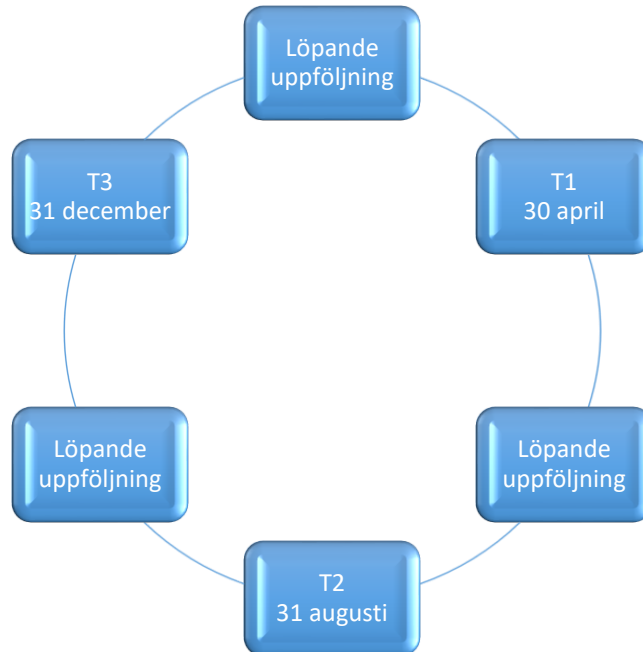 Löpande
uppföljning
T1
30 april
Löpande
uppföljning
T2
31 augusti
Löpande
uppföljning
T3
31 december